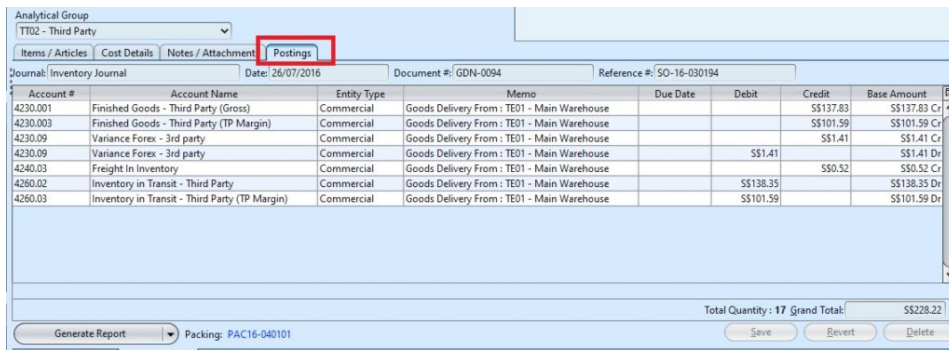 Analytical Group
TT02 - Third Party
Items / Articles Cost Details Notes / Attachment Postings
Journal: Inventory Journal Date: 26/07/2016 Document #: GDN-0094 Reference #: SO-16-030194
Account # Account Name Entity Type Memo Due Date Debit Credit Base Amount
4230.001 Finished Goods - Third Party (Gross) Commercial Goods Delivery From : TE01 - Main Warehouse S$137.83 S$137.83 Cr
4230.003 Finished Goods - Third Party (TP Margin) Commercial Goods Delivery From : TE01 - Main Warehouse S$101.59 S$101.59 Cr
4230.09 Variance Forex - 3rd party Commercial Goods Delivery From : TE01 - Main Warehouse S$1.41 S$1.41 Cr
4230.09 Variance Forex - 3rd party Commercial Goods Delivery From : TE01 - Main Warehouse S$1.41 S$1.41 Dr
4240.03 Freight In Inventory Commercial Goods Delivery From : TE01 - Main Warehouse S$0.52 S$0.52 Cr
4260.02 Inventory in Transit - Third Party Commercial Goods Delivery From : TE01 - Main Warehouse S$138.35 S$138.35 Dr
4260.03 Inventory in Transit - Third Party (TP Margin) Commercial Goods Delivery From : TE01 - Main Warehouse S$101.59 S$101.59 Dr
Total Quantity : 17 Grand Total: S$228.22
Generate Report Packing: PAC16-040101 Save Revert Delete